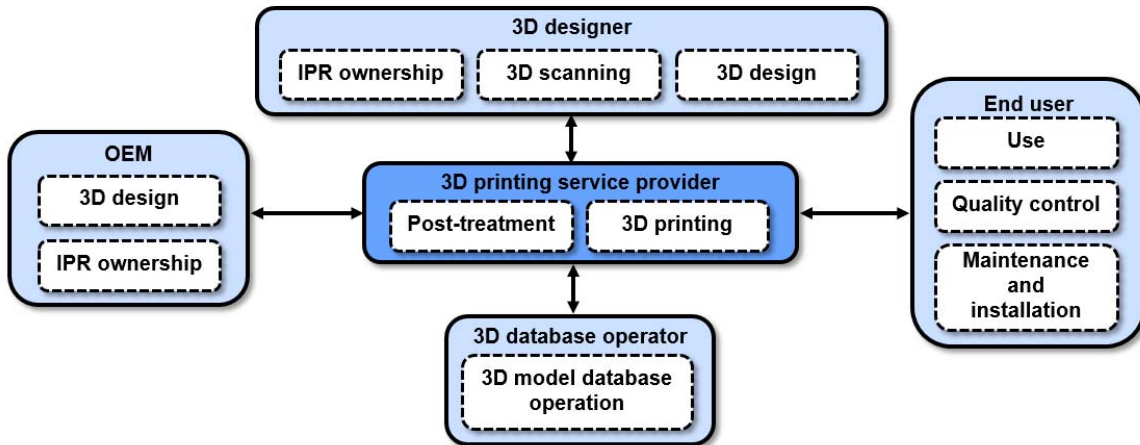 3D designer
IPR ownership
3D scanning
3D design
OEM
3D design
IPR ownership
3D printing service provider
Post-treatment
3D printing
End user
Use
Quality control
Maintenance
and
installation
3D database operator
3D model database
operation